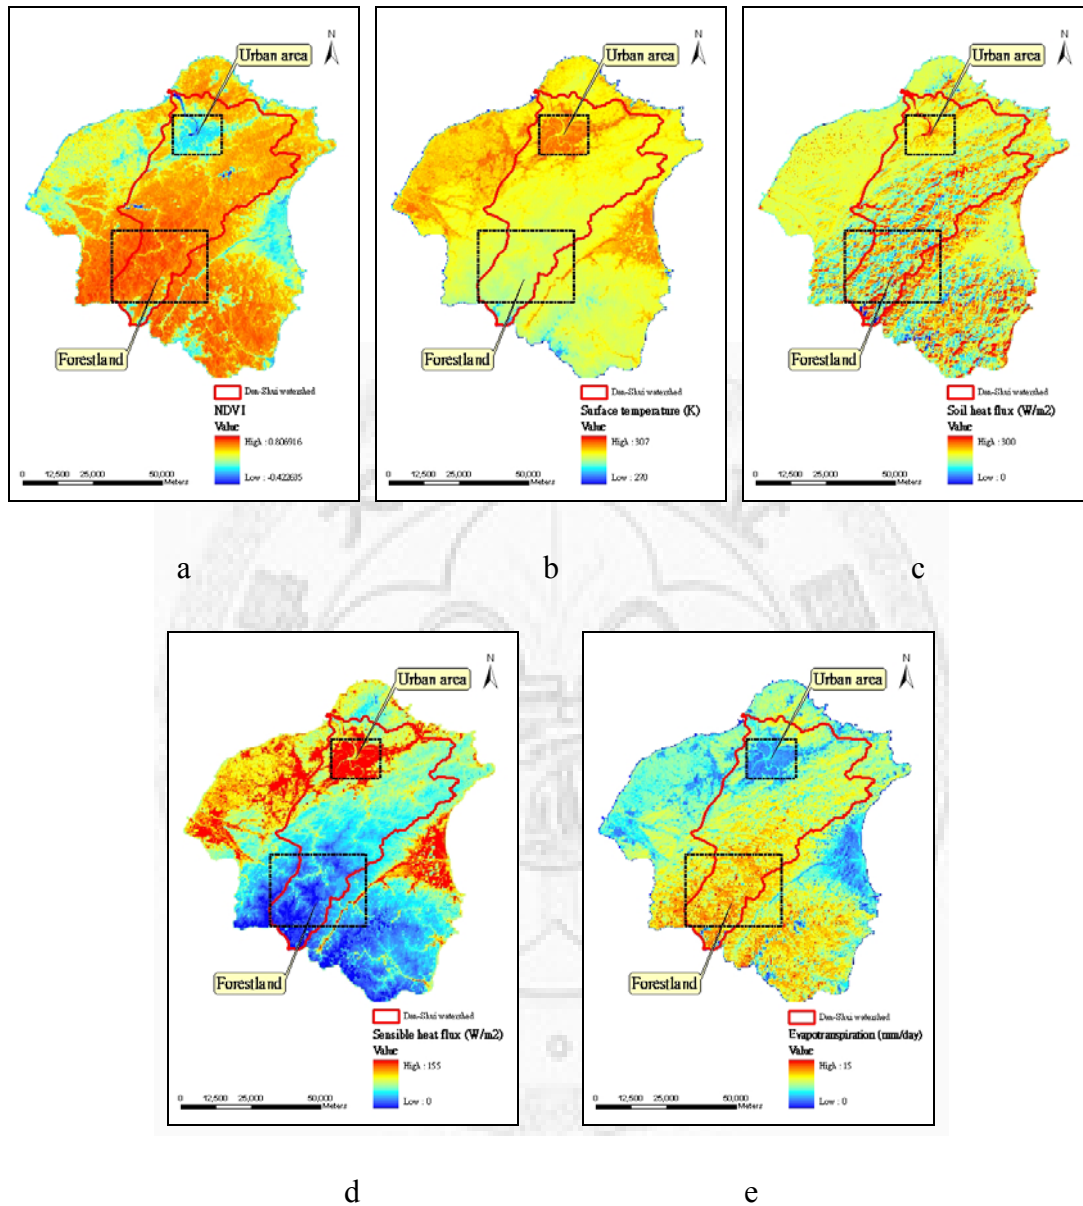 N
Urban area
Forestland
Dan-Shui watershed
NDVI
Value
High : 0.806916
Low : -0.422635
0 12,500 25,000 50,000
Meters
N
Urban area
Forestland
Dan-Shui watershed
Surface temperature (K)
Value
High : 307
Low : 270
0 12,500 25,000 50,000
Meters
N
Urban area
Forestland
Dan-Shui watershed
Soil heat flux (W/m2)
Value
High : 300
Low : 0
0 12,500 25,000 50,000
Meters
a
b
c
N
Urban area
Forestland
Dan-Shui watershed
Sensible heat flux (W/m2)
Value
High : 155
Low : 0
0 12,500 25,000 50,000
Meters
N
Urban area
Forestland
Dan-Shui watershed
Evapotranspiration (mm/day)
Value
High : 15
Low : 0
0 12,500 25,000 50,000
Meters
d
e